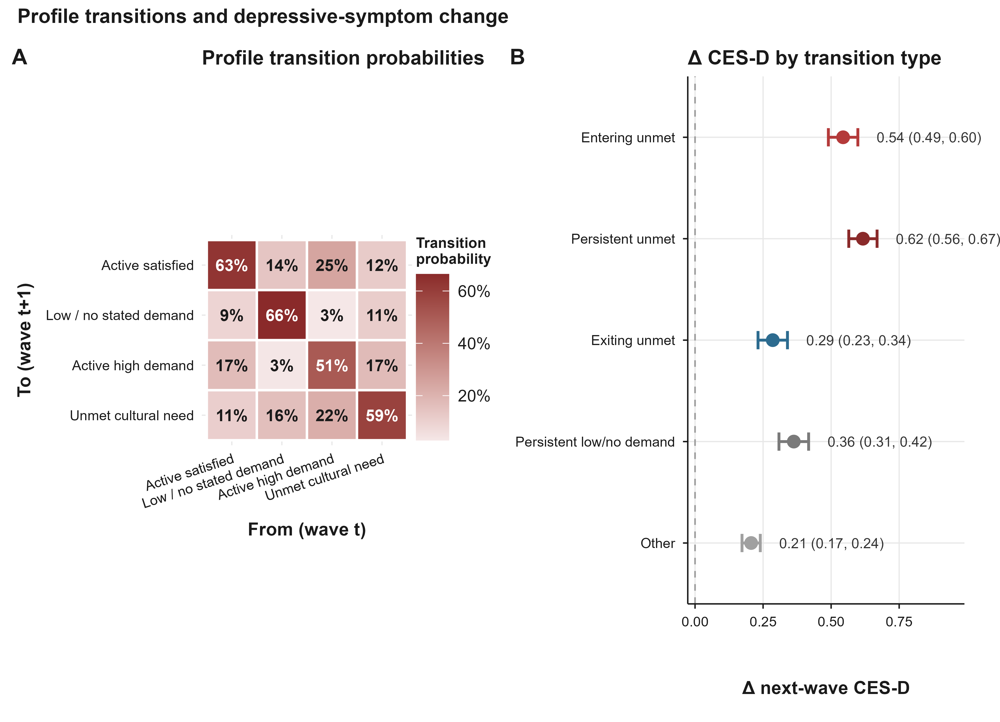 Profile transitions and depressive-symptom change
A
Profile transition probabilities
To (wave t+1)
Active satisfied
63%
14%
25%
12%
Low / no stated demand
9%
66%
3%
11%
Active high demand
17%
3%
51%
17%
Unmet cultural need
11%
16%
22%
59%
Active satisfied
Low / no stated demand
Active high demand
Unmet cultural need
From (wave t)
Transition
probability
60%
40%
20%
B
Δ CES-D by transition type
Entering unmet
0.54 (0.49, 0.60)
Persistent unmet
0.62 (0.56, 0.67)
Exiting unmet
0.29 (0.23, 0.34)
Persistent low/no demand
0.36 (0.31, 0.42)
Other
0.21 (0.17, 0.24)
0.00
0.25
0.50
0.75
Δ next-wave CES-D